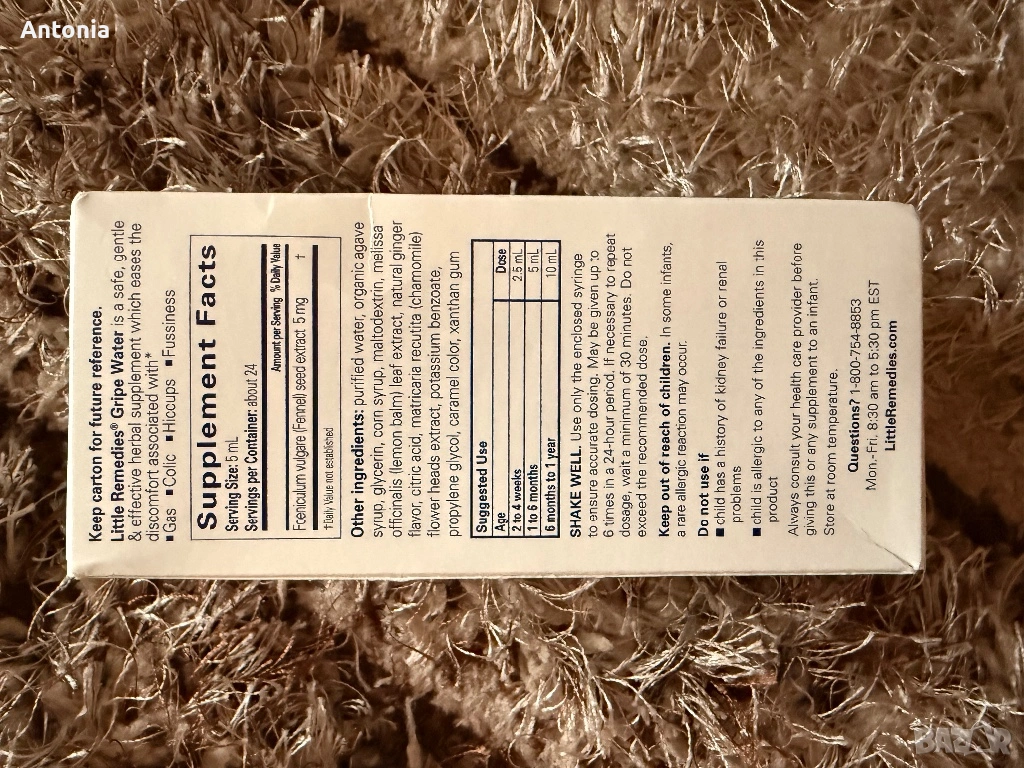 Antonia
Keep carton for future reference.
Little Remedies® Gripe Water is a safe, gentle
& effective herbal supplement which eases the
discomfort associated with*
▪Gas ▪Colic ▪Hiccups ▪Fussiness
Supplement Facts
Serving Size: 5 mL
Servings per Container: about 24
Amount per Serving % Daily Value
Foeniculum vulgare (Fennel) seed extract 5 mg †
†Daily Value not established
Other ingredients: purified water, organic agave
syrup, glycerin, corn syrup, maltodextrin, melissa
officinalis (lemon balm) leaf extract, natural ginger
flavor, citric acid, matricaria recutita (chamomile)
flower heads extract, potassium benzoate,
propylene glycol, caramel color, xanthan gum
Suggested Use
Age Dose
2 to 4 weeks 2.5 mL
1 to 6 months 5 mL
6 months to 1 year 10 mL
SHAKE WELL. Use only the enclosed syringe
to ensure accurate dosing. May be given up to
6 times in a 24-hour period. If necessary to repeat
dosage, wait a minimum of 30 minutes. Do not
exceed the recommended dose.
Keep out of reach of children. In some infants,
a rare allergic reaction may occur.
Do not use if
▪ child has a history of kidney failure or renal
problems
▪ child is allergic to any of the ingredients in this
product
Always consult your health care provider before
giving this or any supplement to an infant.
Store at room temperature.
Questions? 1-800-754-8853
Mon.-Fri. 8:30 am to 5:30 pm EST
LittleRemedies.com
BAZAR